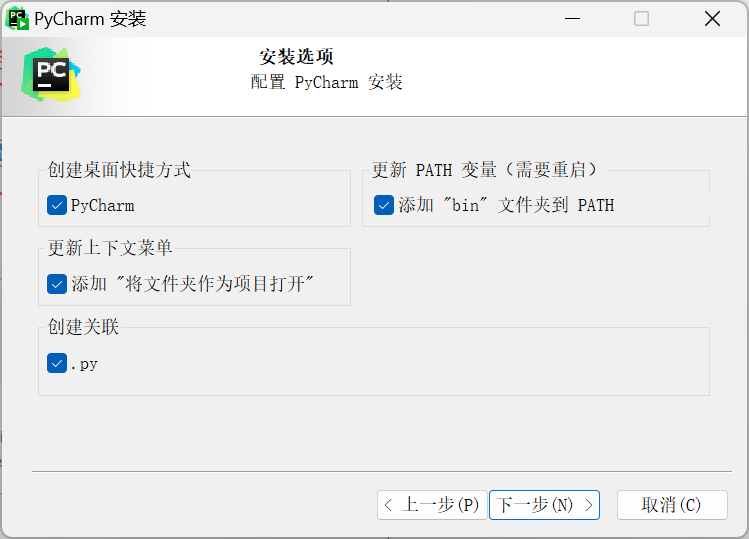 PyCharm 安装
PC
安装选项
配置 PyCharm 安装
创建桌面快捷方式
PyCharm
更新 PATH 变量（需要重启）
添加 "bin" 文件夹到 PATH
更新上下文菜单
添加 "将文件夹作为项目打开"
创建关联
.py
< 上一步(P)
下一步(N) >
取消(C)